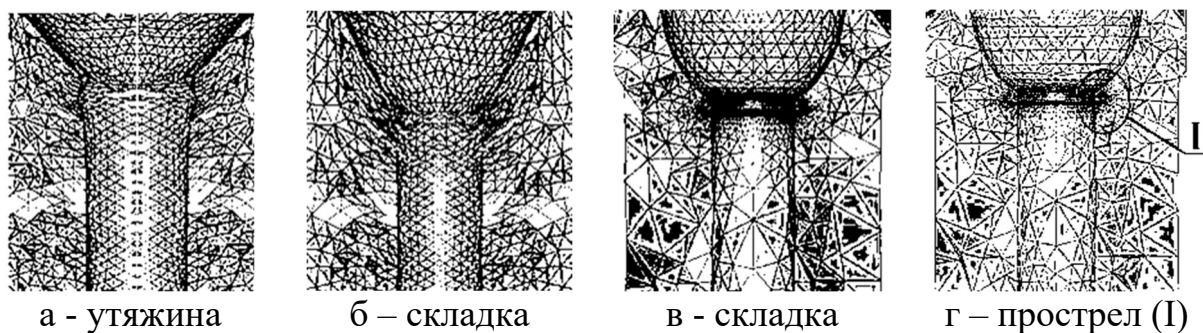 I
а - утяжина б – складка в - складка г – прострел (I)